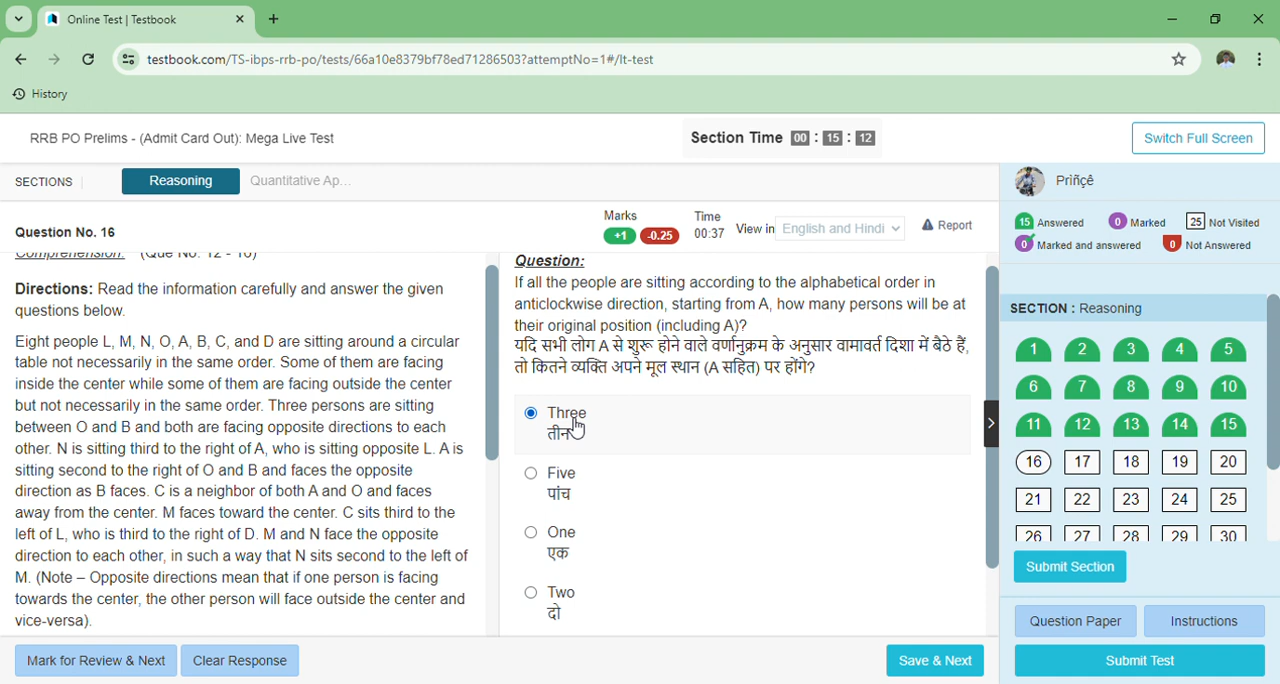 Online Test | Testbook
testbook.com/TS-ibps-rrb-po/tests/66a10e8379bf78ed71286503?attemptNo=1#/lt-test
History
RRB PO Prelims - (Admit Card Out): Mega Live Test
Section Time 00 : 15 : 12
Switch Full Screen
SECTIONS
Reasoning
Quantitative Ap...
Prìñçê
Question No. 16
Marks
+1 -0.25
Time
00:37
View in English and Hindi
Report
15 Answered
0 Marked
25 Not Visited
0 Marked and answered
0 Not Answered
Comprehension: (Que No. 12 - 16)
Directions: Read the information carefully and answer the given
questions below.
Eight people L, M, N, O, A, B, C, and D are sitting around a circular
table not necessarily in the same order. Some of them are facing
inside the center while some of them are facing outside the center
but not necessarily in the same order. Three persons are sitting
between O and B and both are facing opposite directions to each
other. N is sitting third to the right of A, who is sitting opposite L. A is
sitting second to the right of O and B and faces the opposite
direction as B faces. C is a neighbor of both A and O and faces
away from the center. M faces toward the center. C sits third to the
left of L, who is third to the right of D. M and N face the opposite
direction to each other, in such a way that N sits second to the left of
M. (Note – Opposite directions mean that if one person is facing
towards the center, the other person will face outside the center and
vice-versa).
Question:
If all the people are sitting according to the alphabetical order in
anticlockwise direction, starting from A, how many persons will be at
their original position (including A)?
यदि सभी लोग A से शुरू होने वाले वर्णानुक्रम के अनुसार वामावर्त दिशा में बैठे हैं,
तो कितने व्यक्ति अपने मूल स्थान (A सहित) पर होंगे?
Three
तीन
Five
पांच
One
एक
Two
दो
SECTION : Reasoning
1 2 3 4 5
6 7 8 9 10
11 12 13 14 15
16 17 18 19 20
21 22 23 24 25
26 27 28 29 30
Submit Section
Question Paper
Instructions
Mark for Review & Next
Clear Response
Save & Next
Submit Test